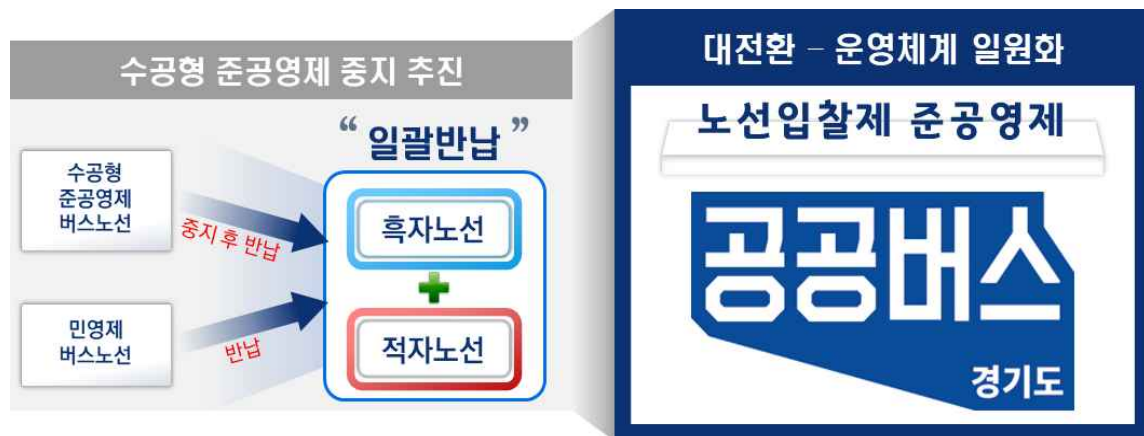 수공형 준공영제 중지 추진
“ 일괄반납 ”
수공형
준공영제
버스노선
중지 후 반납
흑자노선
민영제
버스노선
반납
적자노선
대전환 – 운영체계 일원화
노선입찰제 준공영제
공공버스
경기도